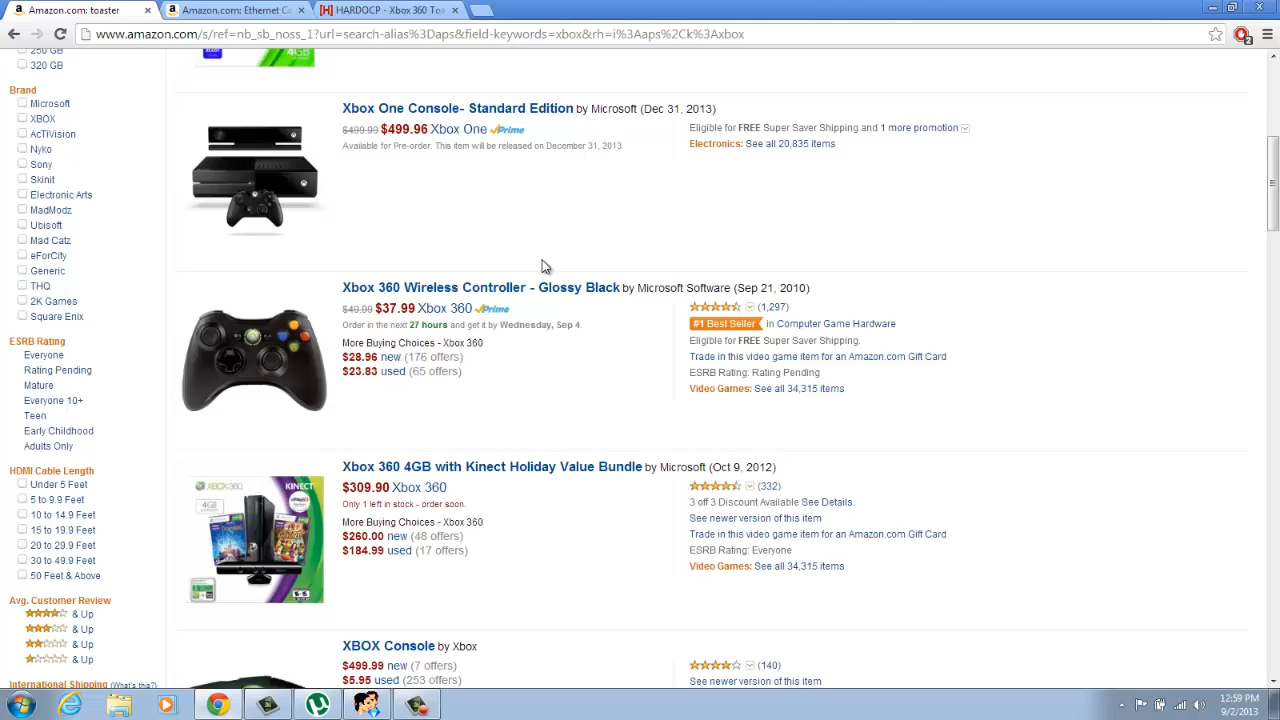 Amazon.com: toaster
Amazon.com: Ethernet Ca
[H] HARDOCP - Xbox 360 Too
www.amazon.com/s/ref=nb_sb_noss_1?url=search-alias%3Daps&field-keywords=xbox&rh=i%3Aaps%2Ck%3Axbox
2
250 GB
320 GB
Brand
Microsoft
XBOX
AcTiVision
Nyko
Sony
Skinit
Electronic Arts
MadModz
Ubisoft
Mad Catz
eForCity
Generic
THQ
2K Games
Square Enix
ESRB Rating
Everyone
Rating Pending
Mature
Everyone 10+
Teen
Early Childhood
Adults Only
HDMI Cable Length
Under 5 Feet
5 to 9.9 Feet
10 to 14.9 Feet
15 to 19.9 Feet
20 to 29.9 Feet
30 to 49.9 Feet
50 Feet & Above
Avg. Customer Review
& Up
& Up
& Up
& Up
International Shipping (What's this?)
4GB
Xbox One Console- Standard Edition by Microsoft (Dec 31, 2013)
$499.99 $499.96 Xbox One Prime
Available for Pre-order. This item will be released on December 31, 2013.
Eligible for FREE Super Saver Shipping and 1 more promotion
Electronics: See all 20,835 items
Xbox 360 Wireless Controller - Glossy Black by Microsoft Software (Sep 21, 2010)
$49.99 $37.99 Xbox 360 Prime
Order in the next 27 hours and get it by Wednesday, Sep 4.
More Buying Choices - Xbox 360
$28.96 new (176 offers)
$23.83 used (65 offers)
(1,297)
#1 Best Seller in Computer Game Hardware
Eligible for FREE Super Saver Shipping.
Trade in this video game item for an Amazon.com Gift Card
ESRB Rating: Rating Pending
Video Games: See all 34,315 items
Xbox 360 4GB with Kinect Holiday Value Bundle by Microsoft (Oct 9, 2012)
XBOX 360
KINECT
4GB
$309.90 Xbox 360
Only 1 left in stock - order soon.
More Buying Choices - Xbox 360
$260.00 new (48 offers)
$184.99 used (17 offers)
(332)
3 off 3 Discount Available See Details
See newer version of this item
Trade in this video game item for an Amazon.com Gift Card
ESRB Rating: Everyone
Video Games: See all 34,315 items
XBOX Console by Xbox
$499.99 new (7 offers)
$5.95 used (253 offers)
(140)
See newer version of this item
12:59 PM
9/2/2013